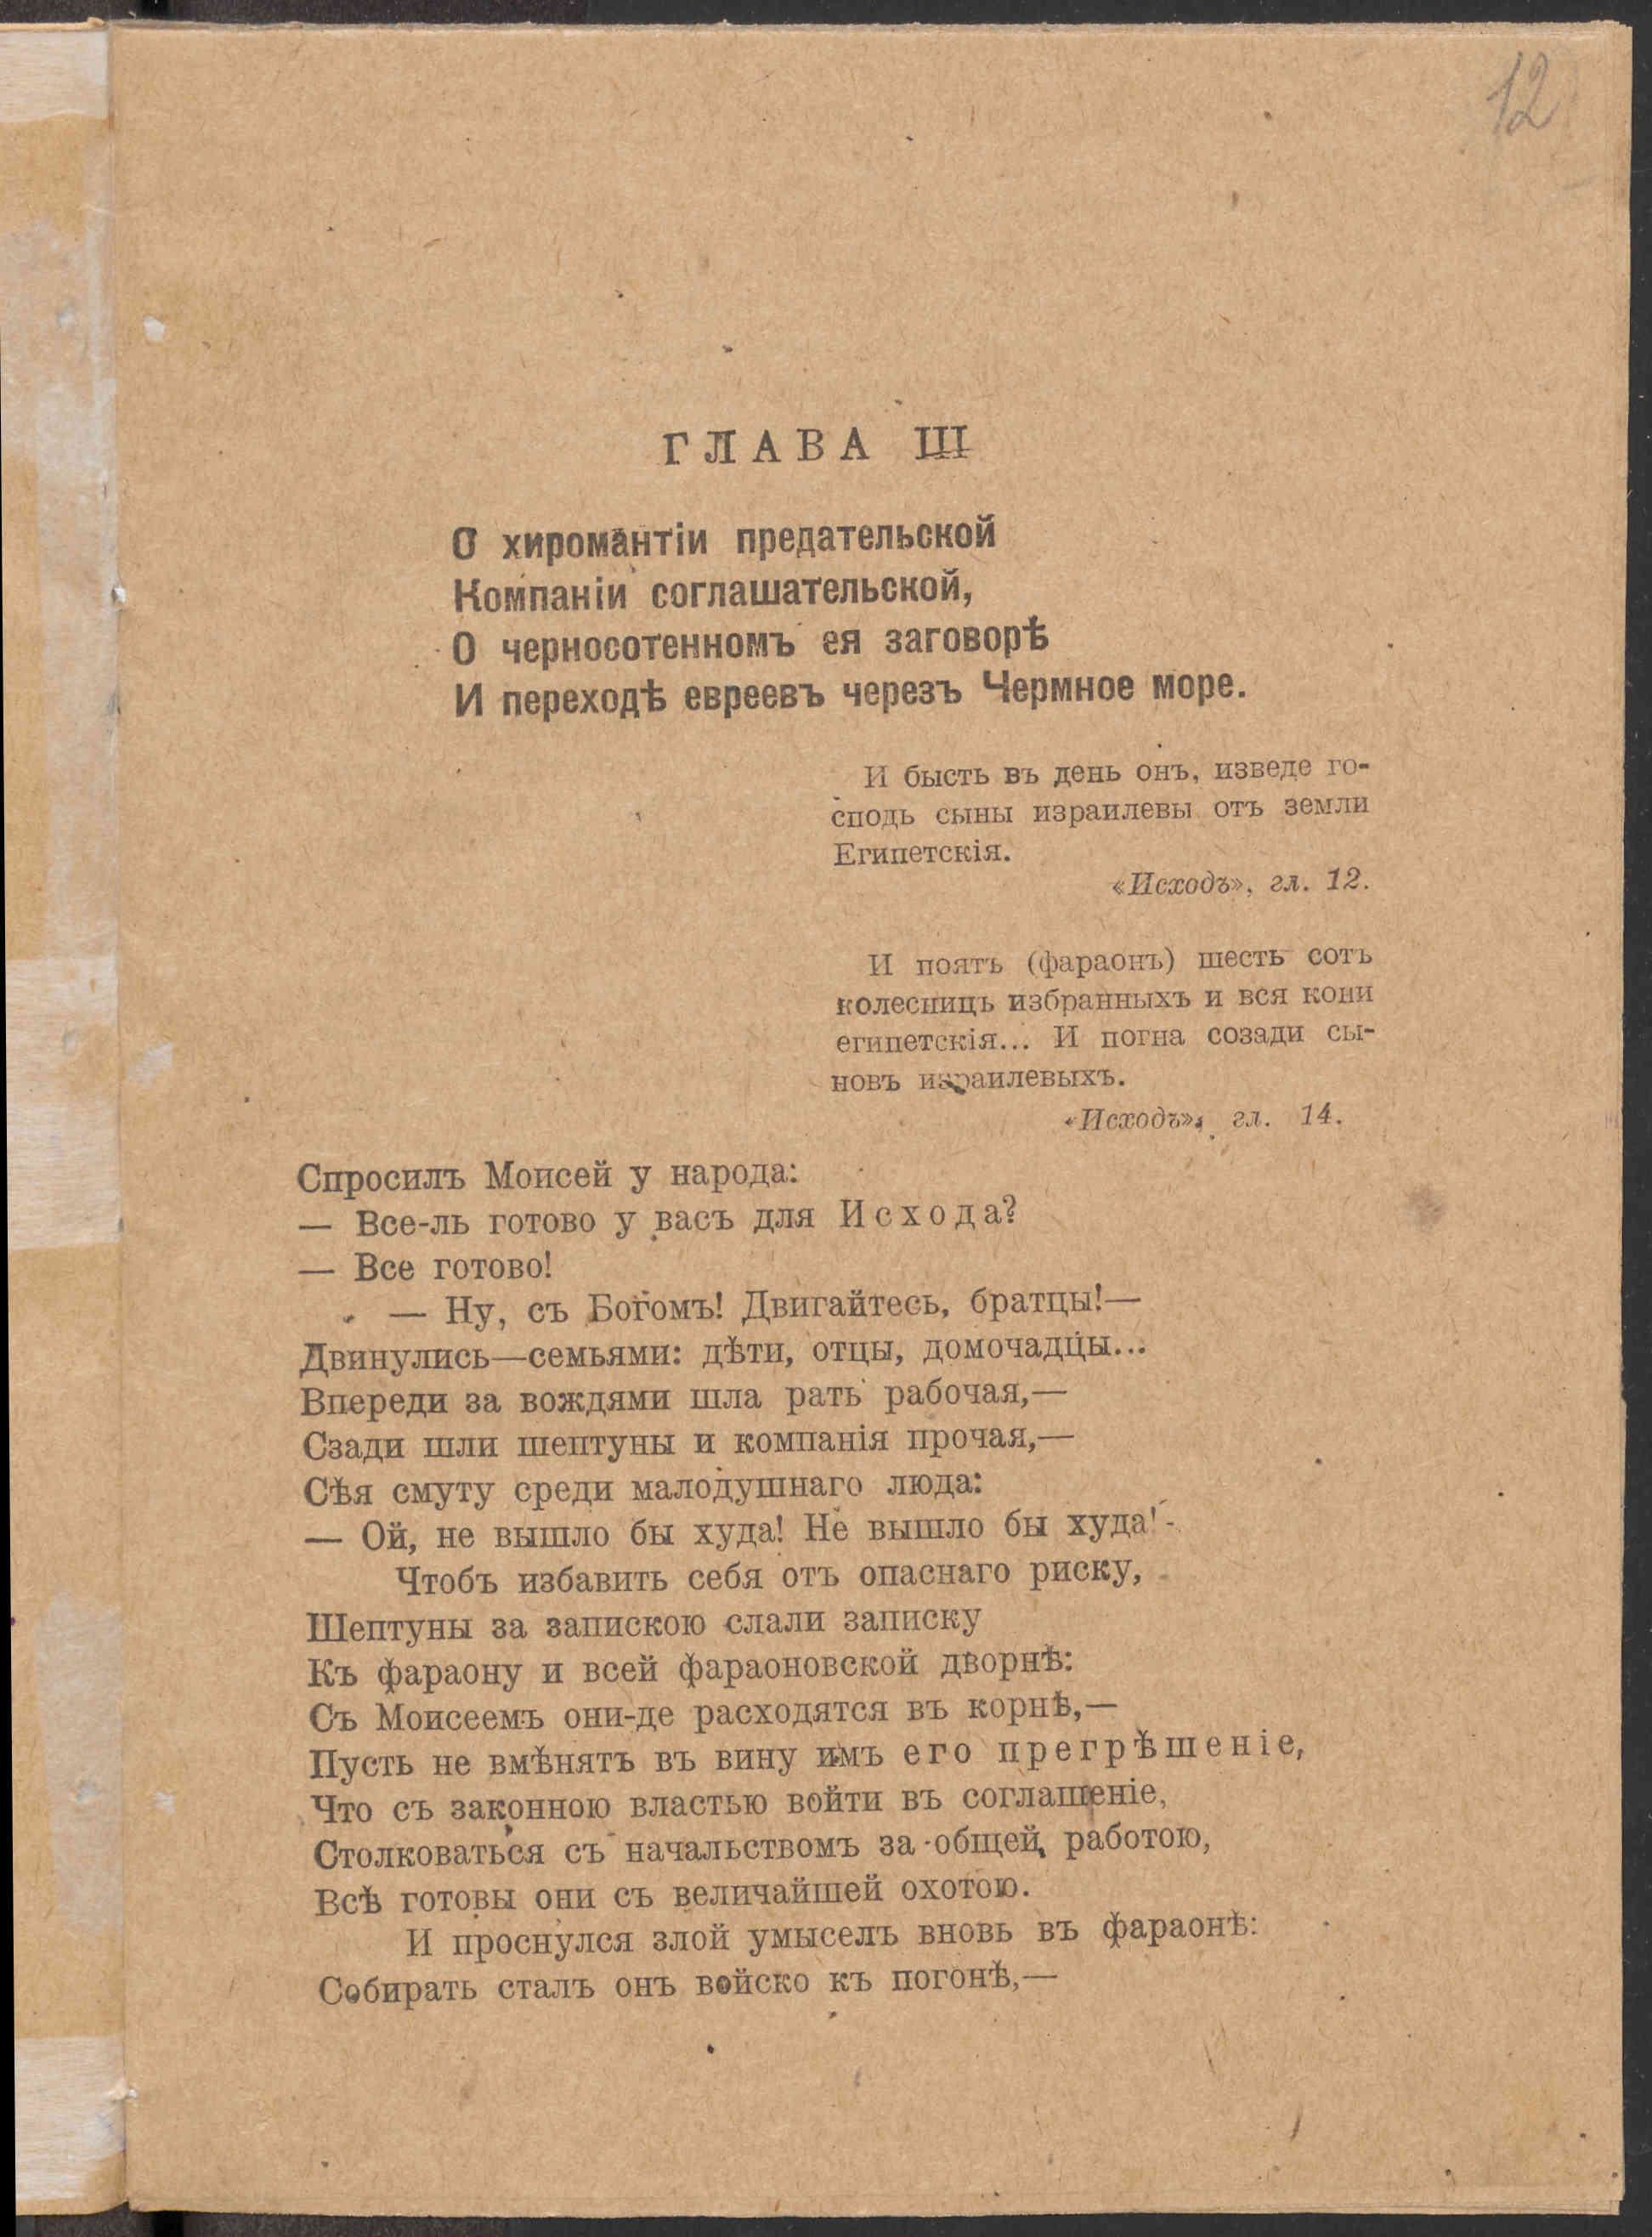 12
ГЛАВА III
О хиромантіи предательской
Компаніи соглашательской,
О черносотенномъ ея заговорѣ
И переходѣ евреевъ черезъ Чермное море.
И бысть въ день онъ, изведе го-
сподь сыны израилевы отъ земли
Египетскія.
«Исходъ», гл. 12.
И поятъ (фараонъ) шесть сотъ
колесницъ избранныхъ и вся кони
египетскія... И погна созади сы-
новъ израилевыхъ.
«Исходъ», гл. 14.
Спросилъ Моисей у народа:
— Все-ль готово у васъ для Исхода?
— Все готово!
— Ну, съ Богомъ! Двигайтесь, братцы!—
Двинулись—семьями: дѣти, отцы, домочадцы...
Впереди за вождями шла рать рабочая,—
Сзади шли шептуны и компанія прочая,—
Сѣя смуту среди малодушнаго люда:
— Ой, не вышло бы худа! Не вышло бы худа!-
Чтобъ избавить себя отъ опаснаго риску,
Шептуны за запискою слали записку
Къ фараону и всей фараоновской дворнѣ:
Съ Моисеемъ они-де расходятся въ корнѣ,—
Пусть не вмѣнятъ въ вину имъ его прегрѣшеніе,
Что съ законною властью войти въ соглашеніе,
Столковаться съ начальствомъ за общей работою,
Всѣ готовы они съ величайшей охотою.
И проснулся злой умыселъ вновь въ фараонѣ:
Собирать сталъ онъ войско къ погонѣ,—